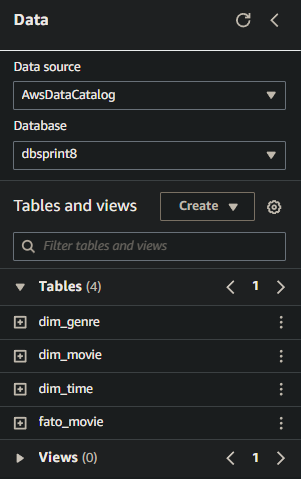 Data
Data source
AwsDataCatalog
Database
dbsprint8
Tables and views
Create
Filter tables and views
Tables (4)
1
dim_genre
dim_movie
dim_time
fato_movie
Views (0)
1